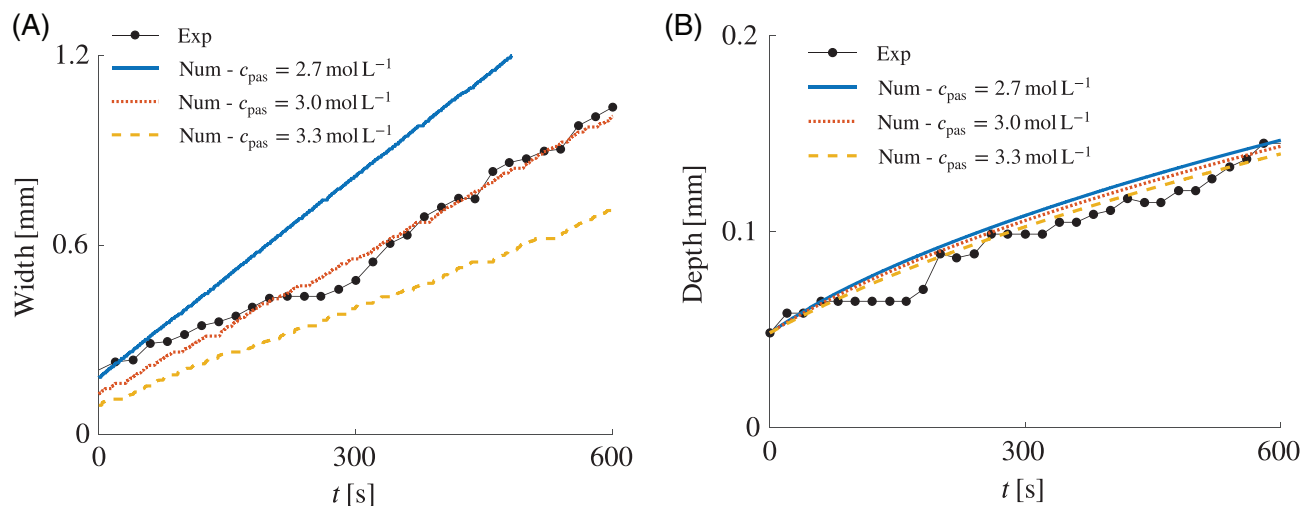 (A)
Exp
Num - c_pas = 2.7 mol L⁻¹
Num - c_pas = 3.0 mol L⁻¹
Num - c_pas = 3.3 mol L⁻¹
1.2
0.6
0
Width [mm]
0 300 600
t [s]
(B)
Exp
Num - c_pas = 2.7 mol L⁻¹
Num - c_pas = 3.0 mol L⁻¹
Num - c_pas = 3.3 mol L⁻¹
0.2
0.1
0
Depth [mm]
0 300 600
t [s]